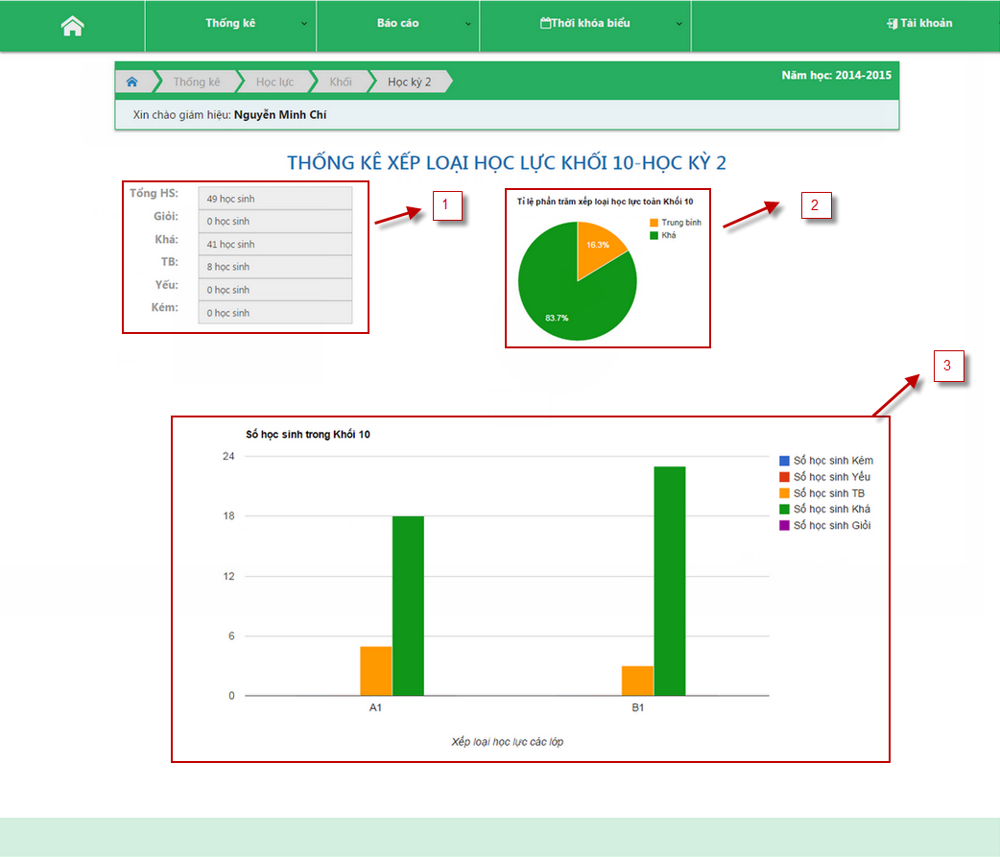 Thống kê
Báo cáo
Thời khóa biểu
Tài khoản
Thống kê
Học lực
Khối
Học kỳ 2
Năm học: 2014-2015
Xin chào giám hiệu: Nguyễn Minh Chí
THỐNG KÊ XẾP LOẠI HỌC LỰC KHỐI 10-HỌC KỲ 2
Tổng HS: 49 học sinh
Giỏi: 0 học sinh
Khá: 41 học sinh
TB: 8 học sinh
Yếu: 0 học sinh
Kém: 0 học sinh
1
Tỉ lệ phần trăm xếp loại học lực toàn Khối 10
Trung bình
Khá
16.3%
83.7%
2
3
Số học sinh trong Khối 10
24
18
12
6
0
A1
B1
Xếp loại học lực các lớp
Số học sinh Kém
Số học sinh Yếu
Số học sinh TB
Số học sinh Khá
Số học sinh Giỏi